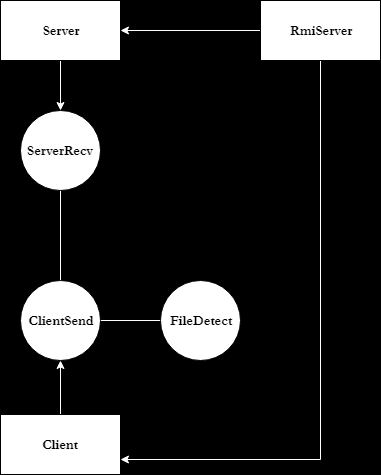 Server
RmiServer
ServerRecv
ClientSend
FileDetect
Client